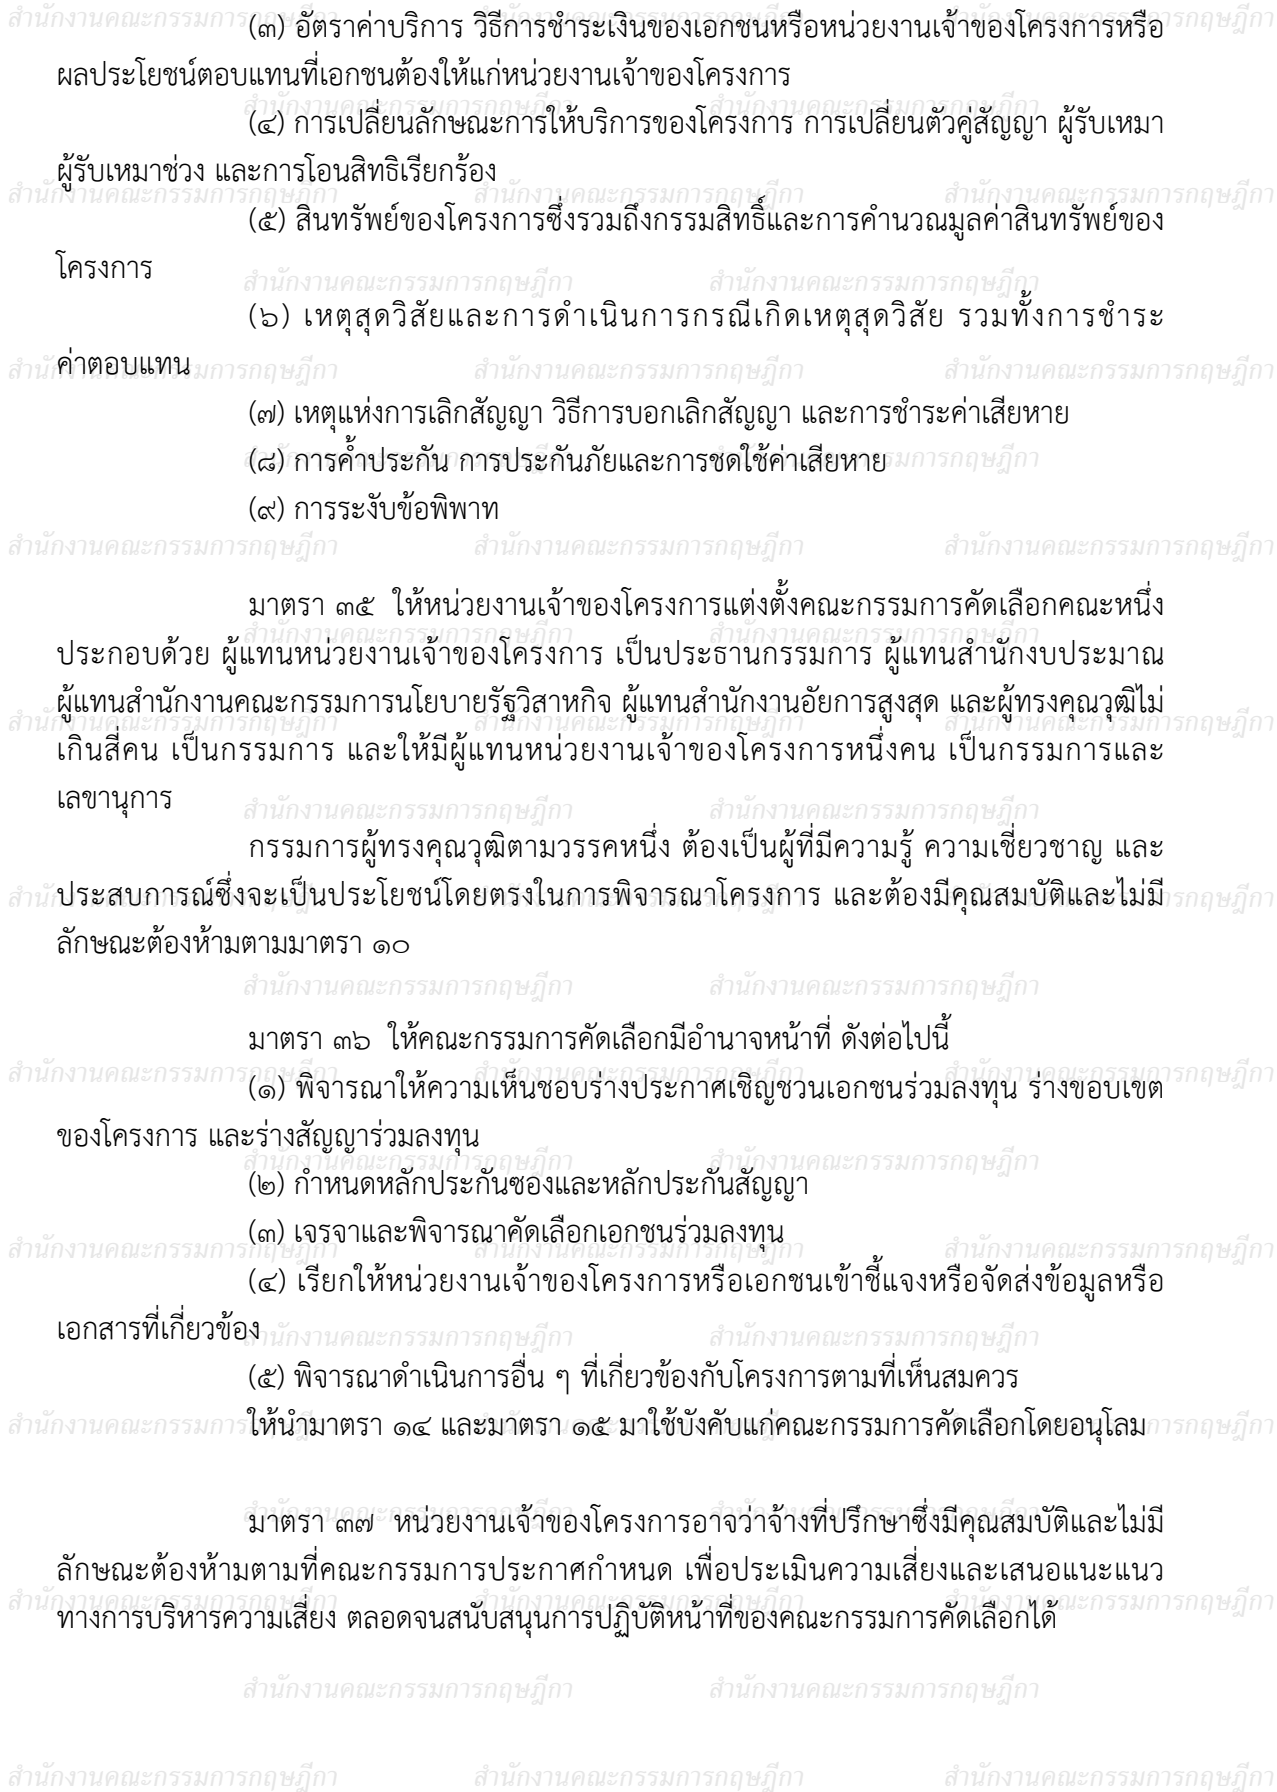 (๓) อัตราค่าบริการ วิธีการชำระเงินของเอกชนหรือหน่วยงานเจ้าของโครงการหรือ
ผลประโยชน์ตอบแทนที่เอกชนต้องให้แก่หน่วยงานเจ้าของโครงการ
(๔) การเปลี่ยนลักษณะการให้บริการของโครงการ การเปลี่ยนตัวคู่สัญญา ผู้รับเหมา
ผู้รับเหมาช่วง และการโอนสิทธิเรียกร้อง
(๕) สินทรัพย์ของโครงการซึ่งรวมถึงกรรมสิทธิ์และการคำนวณมูลค่าสินทรัพย์ของ
โครงการ
(๖) เหตุสุดวิสัยและการดำเนินการกรณีเกิดเหตุสุดวิสัย รวมทั้งการชำระ
ค่าตอบแทน
(๗) เหตุแห่งการเลิกสัญญา วิธีการบอกเลิกสัญญา และการชำระค่าเสียหาย
(๘) การค้ำประกัน การประกันภัยและการชดใช้ค่าเสียหาย
(๙) การระงับข้อพิพาท
มาตรา ๓๕ ให้หน่วยงานเจ้าของโครงการแต่งตั้งคณะกรรมการคัดเลือกคณะหนึ่ง
ประกอบด้วย ผู้แทนหน่วยงานเจ้าของโครงการ เป็นประธานกรรมการ ผู้แทนสำนักงบประมาณ
ผู้แทนสำนักงานคณะกรรมการนโยบายรัฐวิสาหกิจ ผู้แทนสำนักงานอัยการสูงสุด และผู้ทรงคุณวุฒิไม่
เกินสี่คน เป็นกรรมการ และให้มีผู้แทนหน่วยงานเจ้าของโครงการหนึ่งคน เป็นกรรมการและ
เลขานุการ
กรรมการผู้ทรงคุณวุฒิตามวรรคหนึ่ง ต้องเป็นผู้ที่มีความรู้ ความเชี่ยวชาญ และ
ประสบการณ์ซึ่งจะเป็นประโยชน์โดยตรงในการพิจารณาโครงการ และต้องมีคุณสมบัติและไม่มี
ลักษณะต้องห้ามตามมาตรา ๑๐
มาตรา ๓๖ ให้คณะกรรมการคัดเลือกมีอำนาจหน้าที่ ดังต่อไปนี้
(๑) พิจารณาให้ความเห็นชอบร่างประกาศเชิญชวนเอกชนร่วมลงทุน ร่างขอบเขต
ของโครงการ และร่างสัญญาร่วมลงทุน
(๒) กำหนดหลักประกันซองและหลักประกันสัญญา
(๓) เจรจาและพิจารณาคัดเลือกเอกชนร่วมลงทุน
(๔) เรียกให้หน่วยงานเจ้าของโครงการหรือเอกชนเข้าชี้แจงหรือจัดส่งข้อมูลหรือ
เอกสารที่เกี่ยวข้อง
(๕) พิจารณาดำเนินการอื่น ๆ ที่เกี่ยวข้องกับโครงการตามที่เห็นสมควร
ให้นำมาตรา ๑๔ และมาตรา ๑๕ มาใช้บังคับแก่คณะกรรมการคัดเลือกโดยอนุโลม
มาตรา ๓๗ หน่วยงานเจ้าของโครงการอาจว่าจ้างที่ปรึกษาซึ่งมีคุณสมบัติและไม่มี
ลักษณะต้องห้ามตามที่คณะกรรมการประกาศกำหนด เพื่อประเมินความเสี่ยงและเสนอแนะแนว
ทางการบริหารความเสี่ยง ตลอดจนสนับสนุนการปฏิบัติหน้าที่ของคณะกรรมการคัดเลือกได้